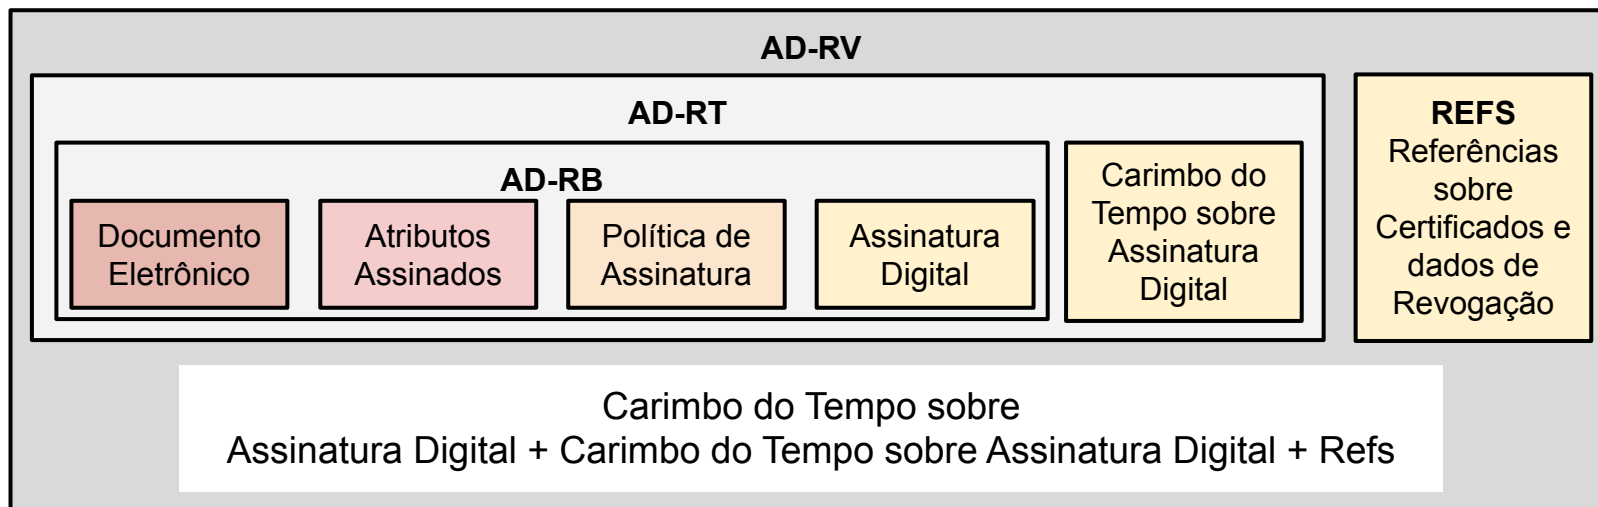 AD-RV
AD-RT
AD-RB
Documento
Eletrônico
Atributos
Assinados
Política de
Assinatura
Assinatura
Digital
Carimbo do
Tempo sobre
Assinatura
Digital
REFS
Referências
sobre
Certificados e
dados de
Revogação
Carimbo do Tempo sobre
Assinatura Digital + Carimbo do Tempo sobre Assinatura Digital + Refs